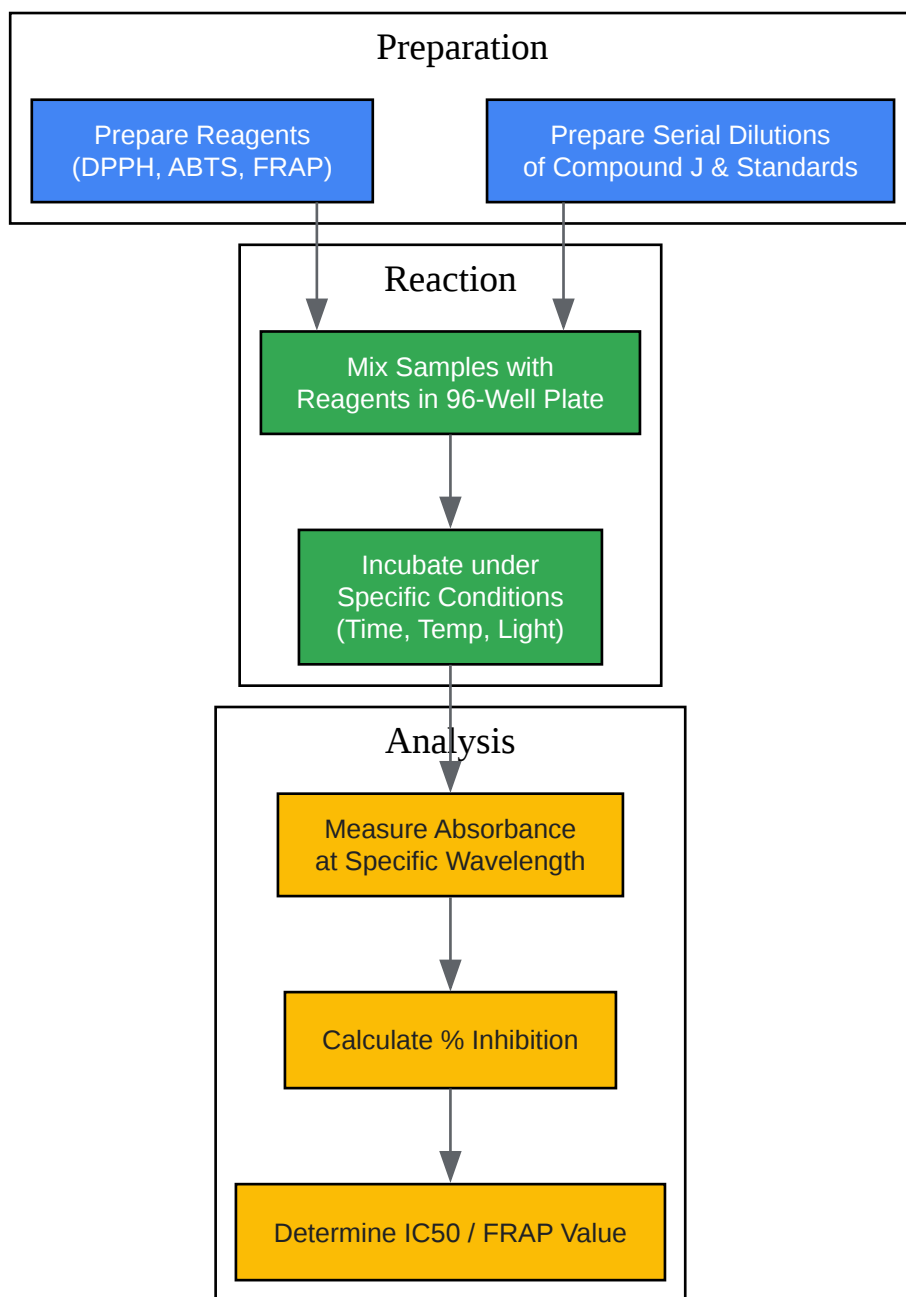 Preparation
Prepare Reagents
(DPPH, ABTS, FRAP)
Prepare Serial Dilutions
of Compound J & Standards
Reaction
Mix Samples with
Reagents in 96-Well Plate
Incubate under
Specific Conditions
(Time, Temp, Light)
Analysis
Measure Absorbance
at Specific Wavelength
Calculate % Inhibition
Determine IC50 / FRAP Value